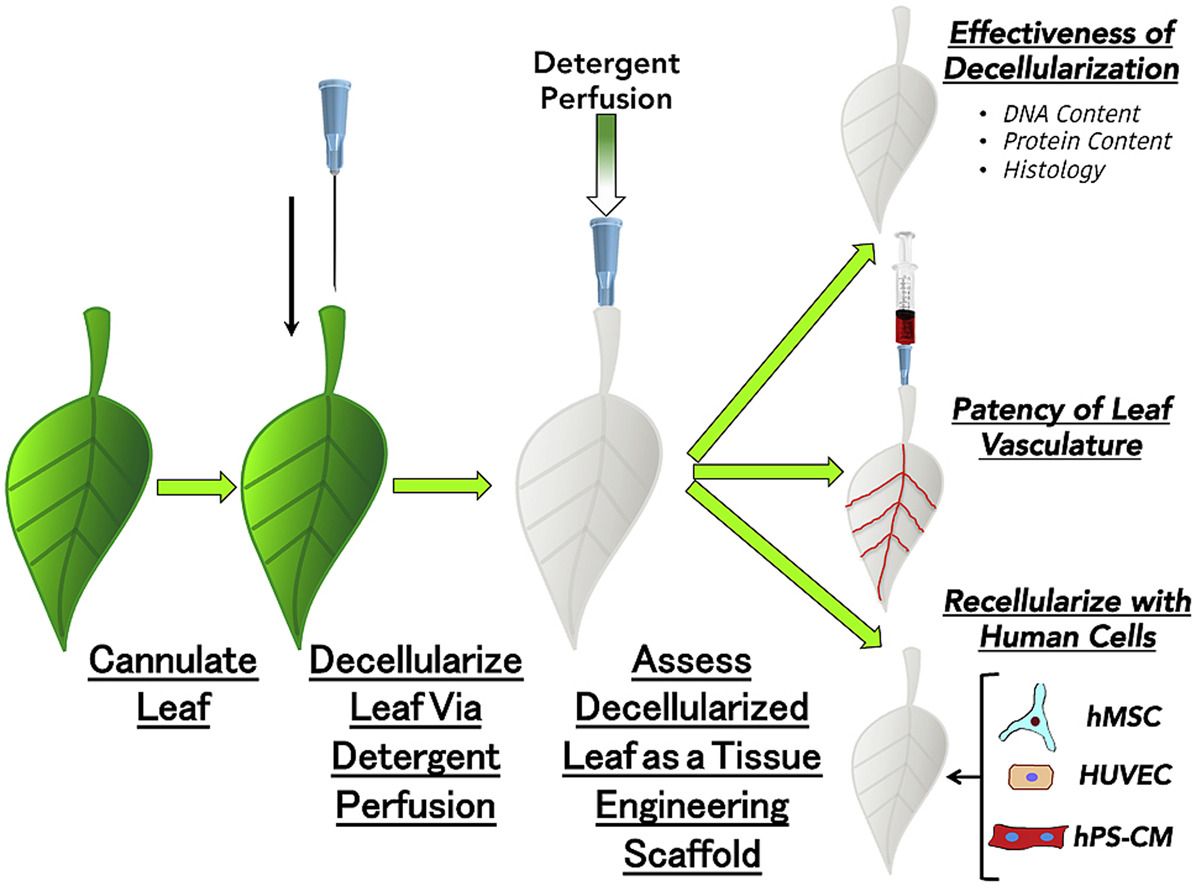 Detergent
Perfusion
Effectiveness of
Decellularization
• DNA Content
• Protein Content
• Histology
Patency of Leaf
Vasculature
Recellularize with
Human Cells
hMSC
HUVEC
hPS-CM
Cannulate
Leaf
Decellularize
Leaf Via
Detergent
Perfusion
Assess
Decellularized
Leaf as a Tissue
Engineering
Scaffold